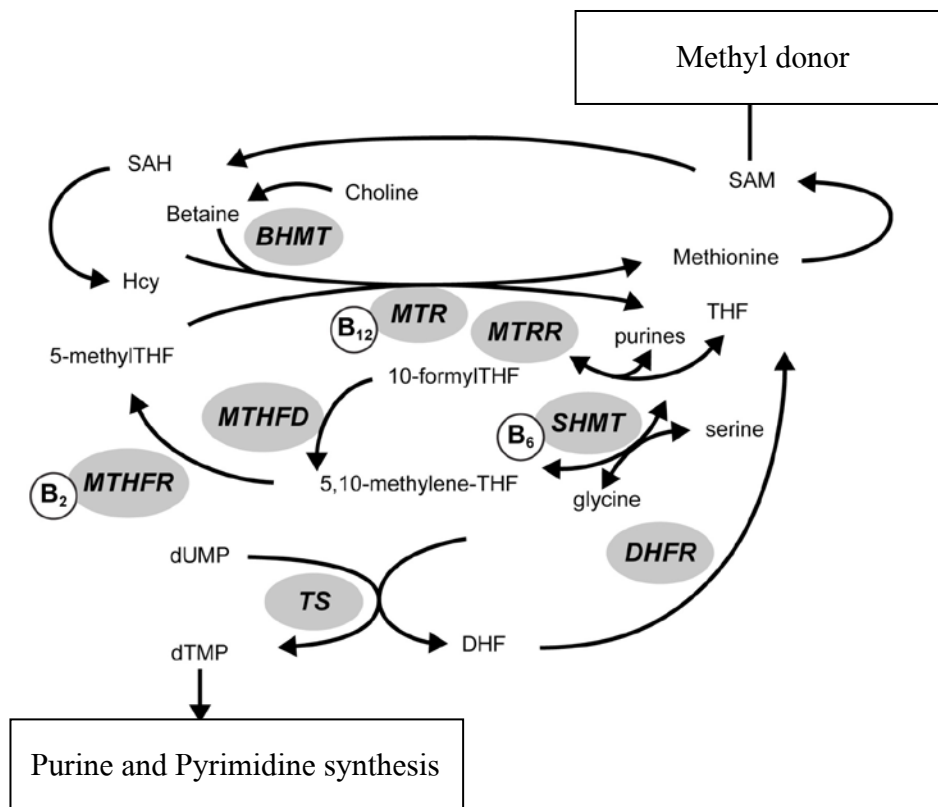 Methyl donor
SAH
SAM
Choline
Betaine
BHMT
Methionine
Hcy
MTR
B12
THF
MTRR
purines
5-methylTHF
10-formylTHF
MTHFD
SHMT
B6
serine
MTHFR
B2
5,10-methylene-THF
glycine
dUMP
DHFR
TS
DHF
dTMP
Purine and Pyrimidine synthesis